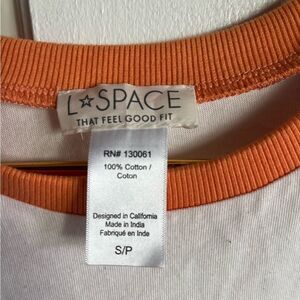 L☆SPACE
THAT FEEL GOOD FIT
RN# 130061
100% Cotton /
Coton
Designed in California
Made in India
Fabriqué en Inde
S/P